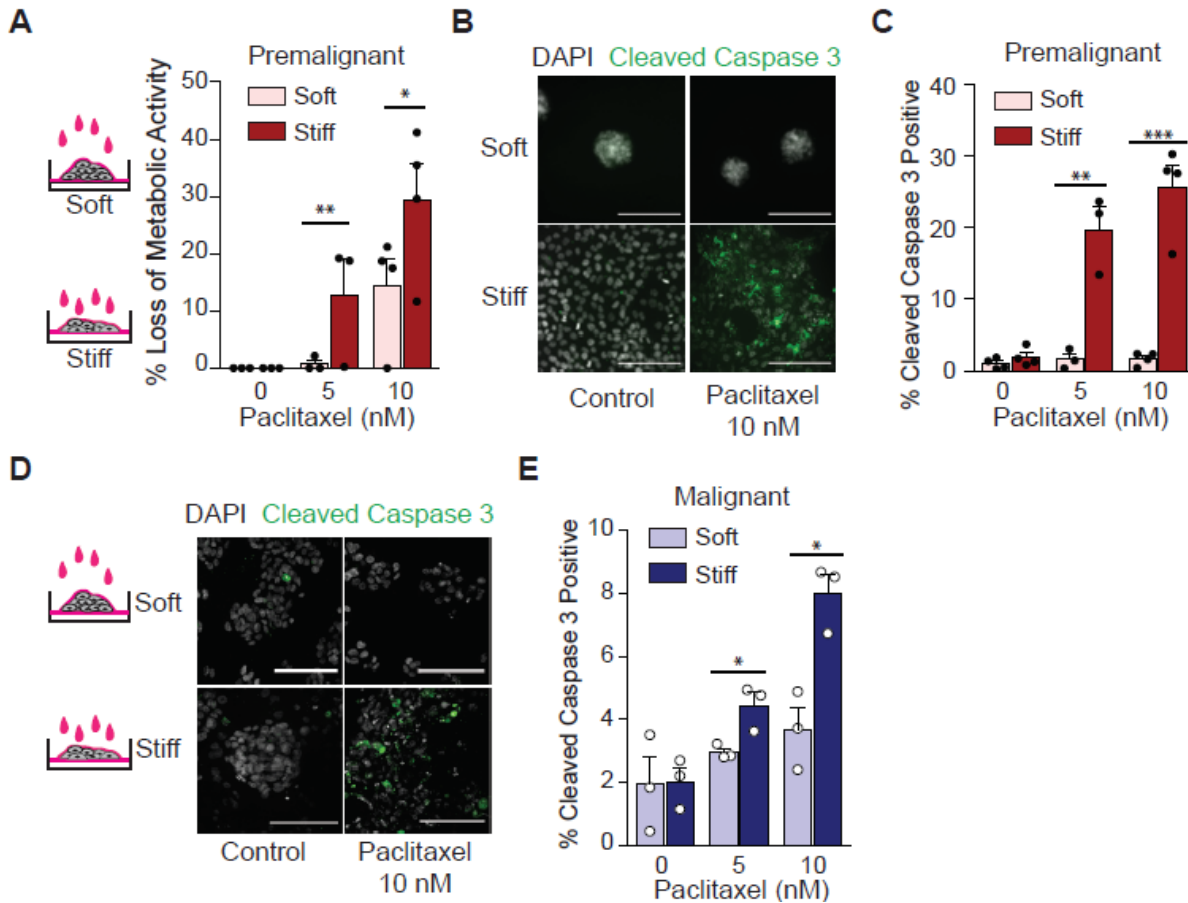 A
Premalignant
% Loss of Metabolic Activity
50
40
30
20
10
0
Soft
Stiff
**
*
0 5 10
Paclitaxel (nM)
Soft
Stiff
B
DAPI Cleaved Caspase 3
Soft
Stiff
Control
Paclitaxel
10 nM
C
Premalignant
% Cleaved Caspase 3 Positive
40
30
20
10
0
Soft
Stiff
**
***
0 5 10
Paclitaxel (nM)
D
DAPI Cleaved Caspase 3
Soft
Stiff
Control
Paclitaxel
10 nM
E
Malignant
% Cleaved Caspase 3 Positive
10
8
6
4
2
0
Soft
Stiff
*
*
0 5 10
Paclitaxel (nM)